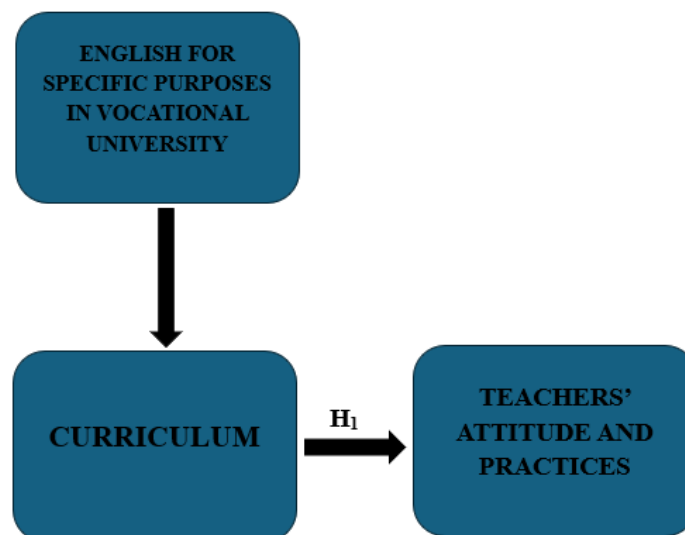 ENGLISH FOR
SPECIFIC PURPOSES
IN VOCATIONAL
UNIVERSITY
CURRICULUM
H₁
TEACHERS’
ATTITUDE AND
PRACTICES